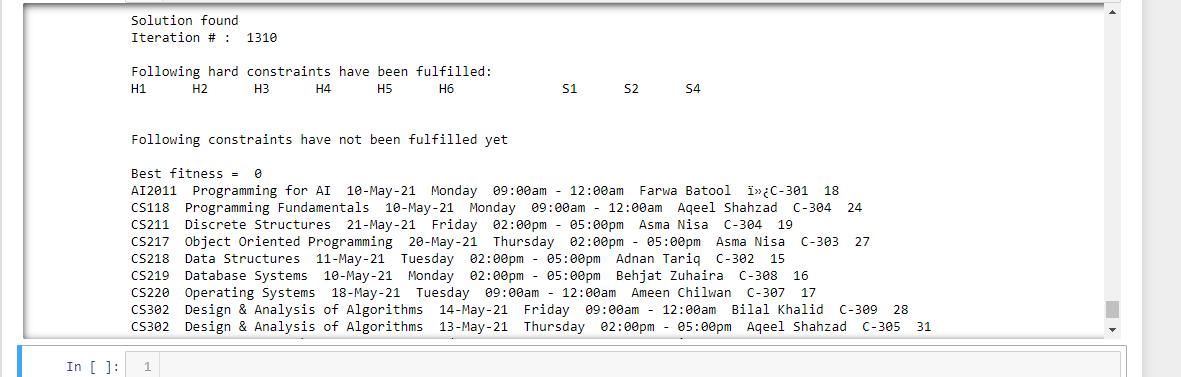 Solution found
Iteration # :  1310
Following hard constraints have been fulfilled:
H1      H2      H3      H4      H5      H6              S1      S2      S4
Following constraints have not been fulfilled yet
Best fitness =  0
AI2011  Programming for AI  10-May-21  Monday  09:00am - 12:00am  Farwa Batool  ï»¿C-301  18
CS118  Programming Fundamentals  10-May-21  Monday  09:00am - 12:00am  Aqeel Shahzad  C-304  24
CS211  Discrete Structures  21-May-21  Friday  02:00pm - 05:00pm  Asma Nisa  C-304  19
CS217  Object Oriented Programming  20-May-21  Thursday  02:00pm - 05:00pm  Asma Nisa  C-303  27
CS218  Data Structures  11-May-21  Tuesday  02:00pm - 05:00pm  Adnan Tariq  C-302  15
CS219  Database Systems  10-May-21  Monday  02:00pm - 05:00pm  Behjat Zuhaira  C-308  16
CS220  Operating Systems  18-May-21  Tuesday  09:00am - 12:00am  Ameen Chilwan  C-307  17
CS302  Design & Analysis of Algorithms  14-May-21  Friday  09:00am - 12:00am  Bilal Khalid  C-309  28
CS302  Design & Analysis of Algorithms  13-May-21  Thursday  02:00pm - 05:00pm  Aqeel Shahzad  C-305  31
In [ ]:  1